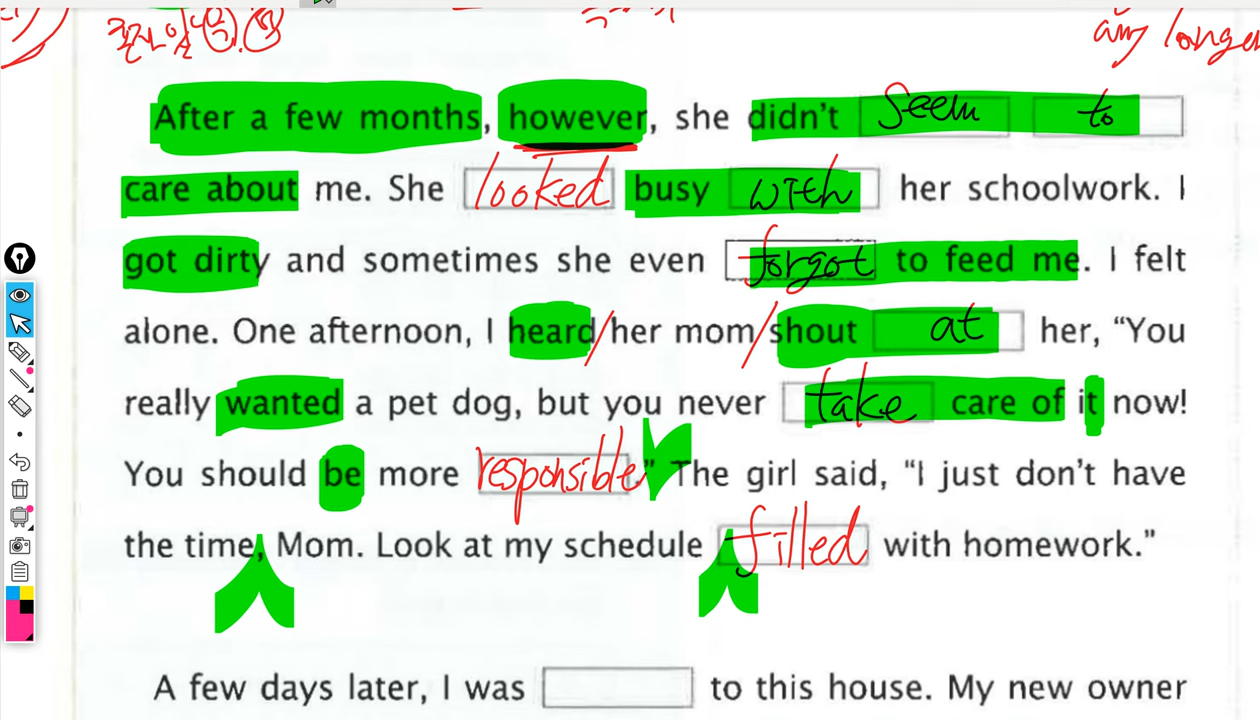 any longer
After a few months, however, she didn't seem to
care about me. She looked busy with her schoolwork. I
got dirty and sometimes she even forgot to feed me. I felt
alone. One afternoon, I heard/her mom/shout at her, "You
really wanted a pet dog, but you never take care of it now!
You should be more responsible." The girl said, "I just don't have
the time, Mom. Look at my schedule filled with homework."
A few days later, I was to this house. My new owner